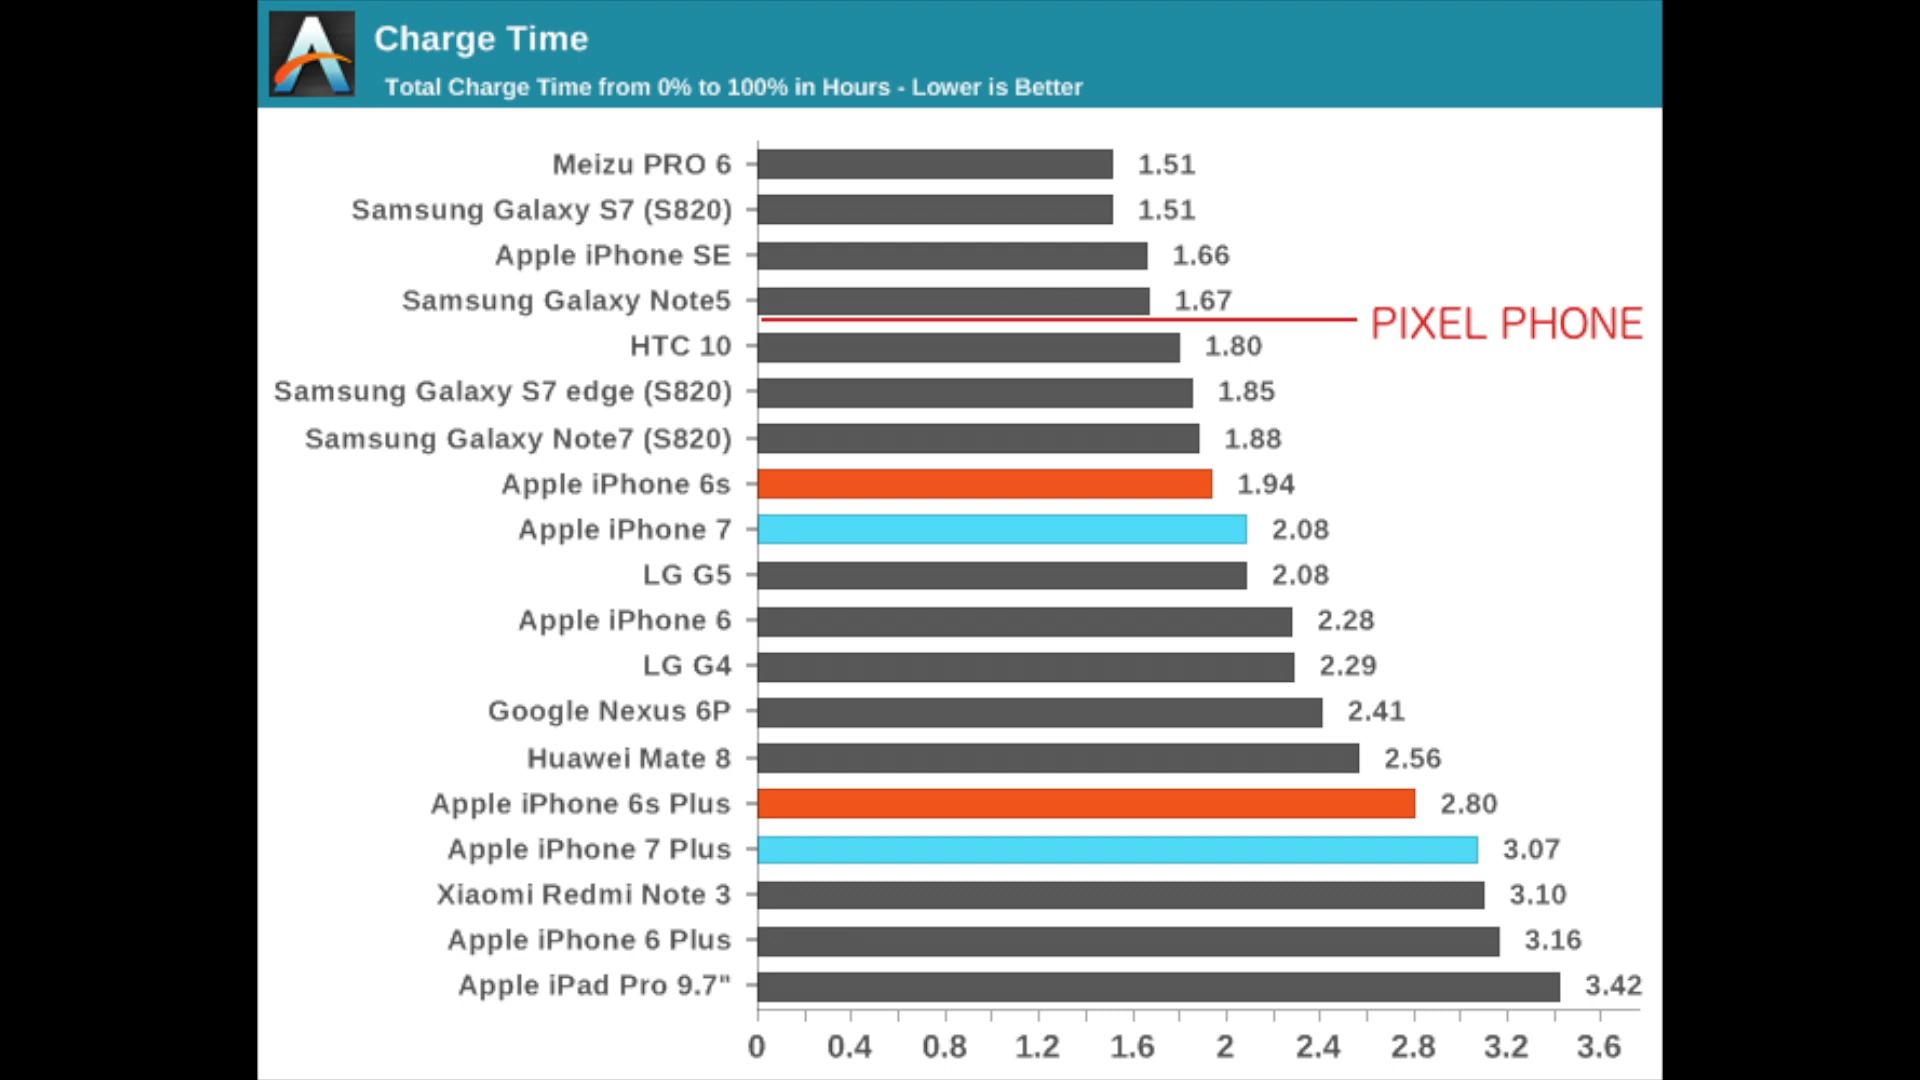 Charge Time
Total Charge Time from 0% to 100% in Hours - Lower is Better
Meizu PRO 6 1.51
Samsung Galaxy S7 (S820) 1.51
Apple iPhone SE 1.66
Samsung Galaxy Note5 1.67
PIXEL PHONE
HTC 10 1.80
Samsung Galaxy S7 edge (S820) 1.85
Samsung Galaxy Note7 (S820) 1.88
Apple iPhone 6s 1.94
Apple iPhone 7 2.08
LG G5 2.08
Apple iPhone 6 2.28
LG G4 2.29
Google Nexus 6P 2.41
Huawei Mate 8 2.56
Apple iPhone 6s Plus 2.80
Apple iPhone 7 Plus 3.07
Xiaomi Redmi Note 3 3.10
Apple iPhone 6 Plus 3.16
Apple iPad Pro 9.7" 3.42
0 0.4 0.8 1.2 1.6 2 2.4 2.8 3.2 3.6